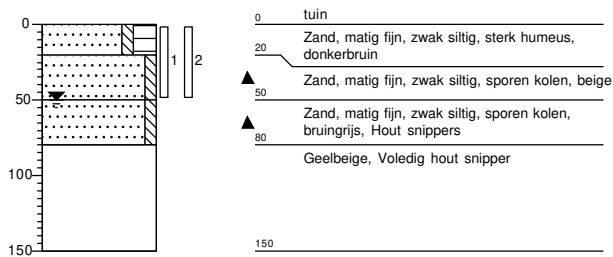 0
50
100
150
1
2
0
tuin
Zand, matig fijn, zwak siltig, sterk humeus,
donkerbruin
20
Zand, matig fijn, zwak siltig, sporen kolen, beige
50
Zand, matig fijn, zwak siltig, sporen kolen,
bruingrijs, Hout snippers
80
Geelbeige, Voledig hout snipper
150